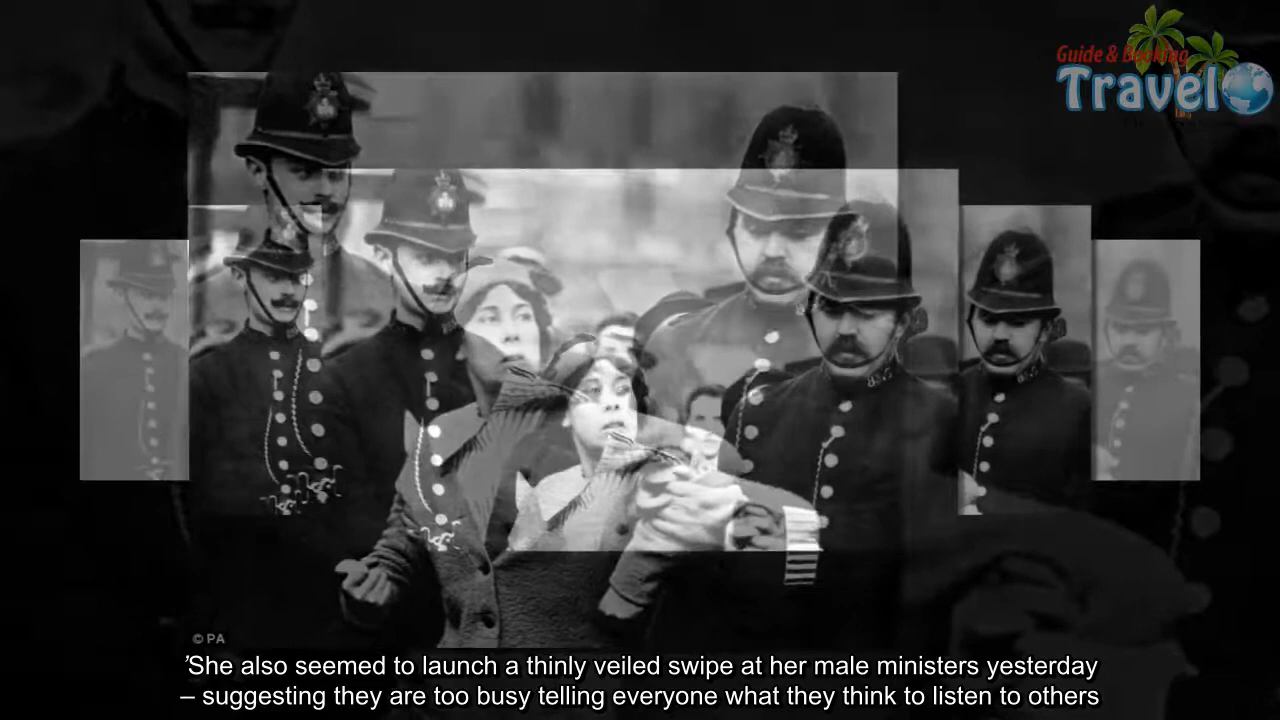 Guide & Booking
Travel
© PA
'She also seemed to launch a thinly veiled swipe at her male ministers yesterday
– suggesting they are too busy telling everyone what they think to listen to others